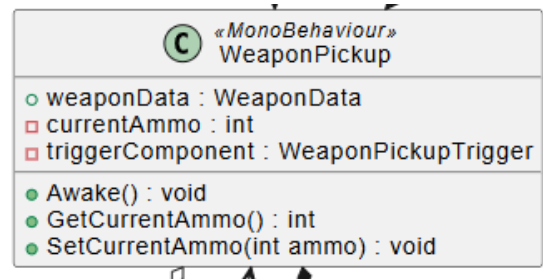 C
«MonoBehaviour»
WeaponPickup
weaponData : WeaponData
currentAmmo : int
triggerComponent : WeaponPickupTrigger
Awake() : void
GetCurrentAmmo() : int
SetCurrentAmmo(int ammo) : void